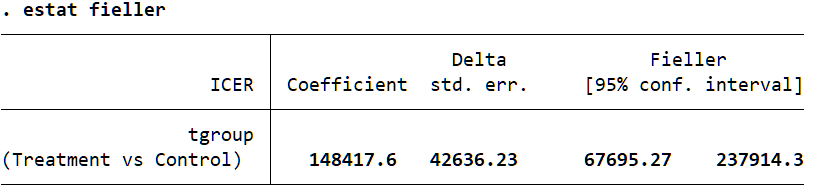 . estat fieller
Delta Fieller
ICER Coefficient std. err. [95% conf. interval]
tgroup
(Treatment vs Control) 148417.6 42636.23 67695.27 237914.3